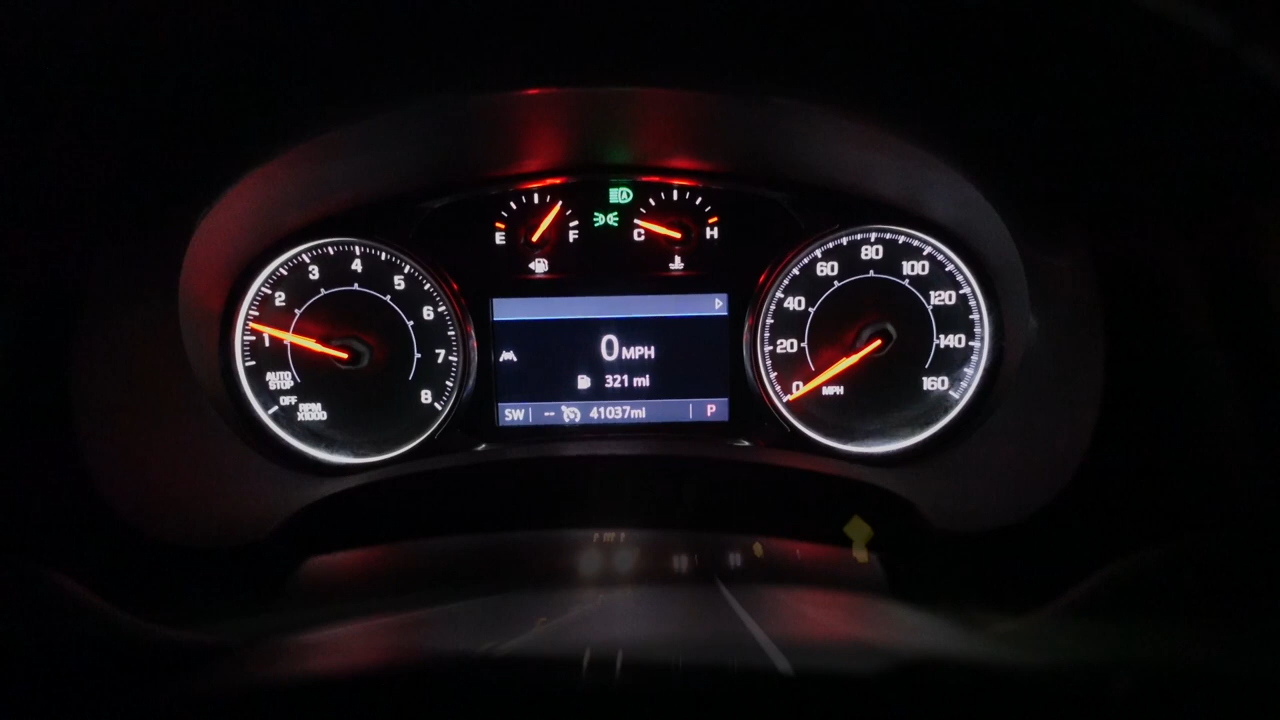 E F
C H
A
1 2 3 4 5 6 7 8
AUTO
STOP
OFF
RPM
X1000
0 MPH
321 mi
SW -- 41037mi P
0 20 40 60 80 100 120 140 160
MPH